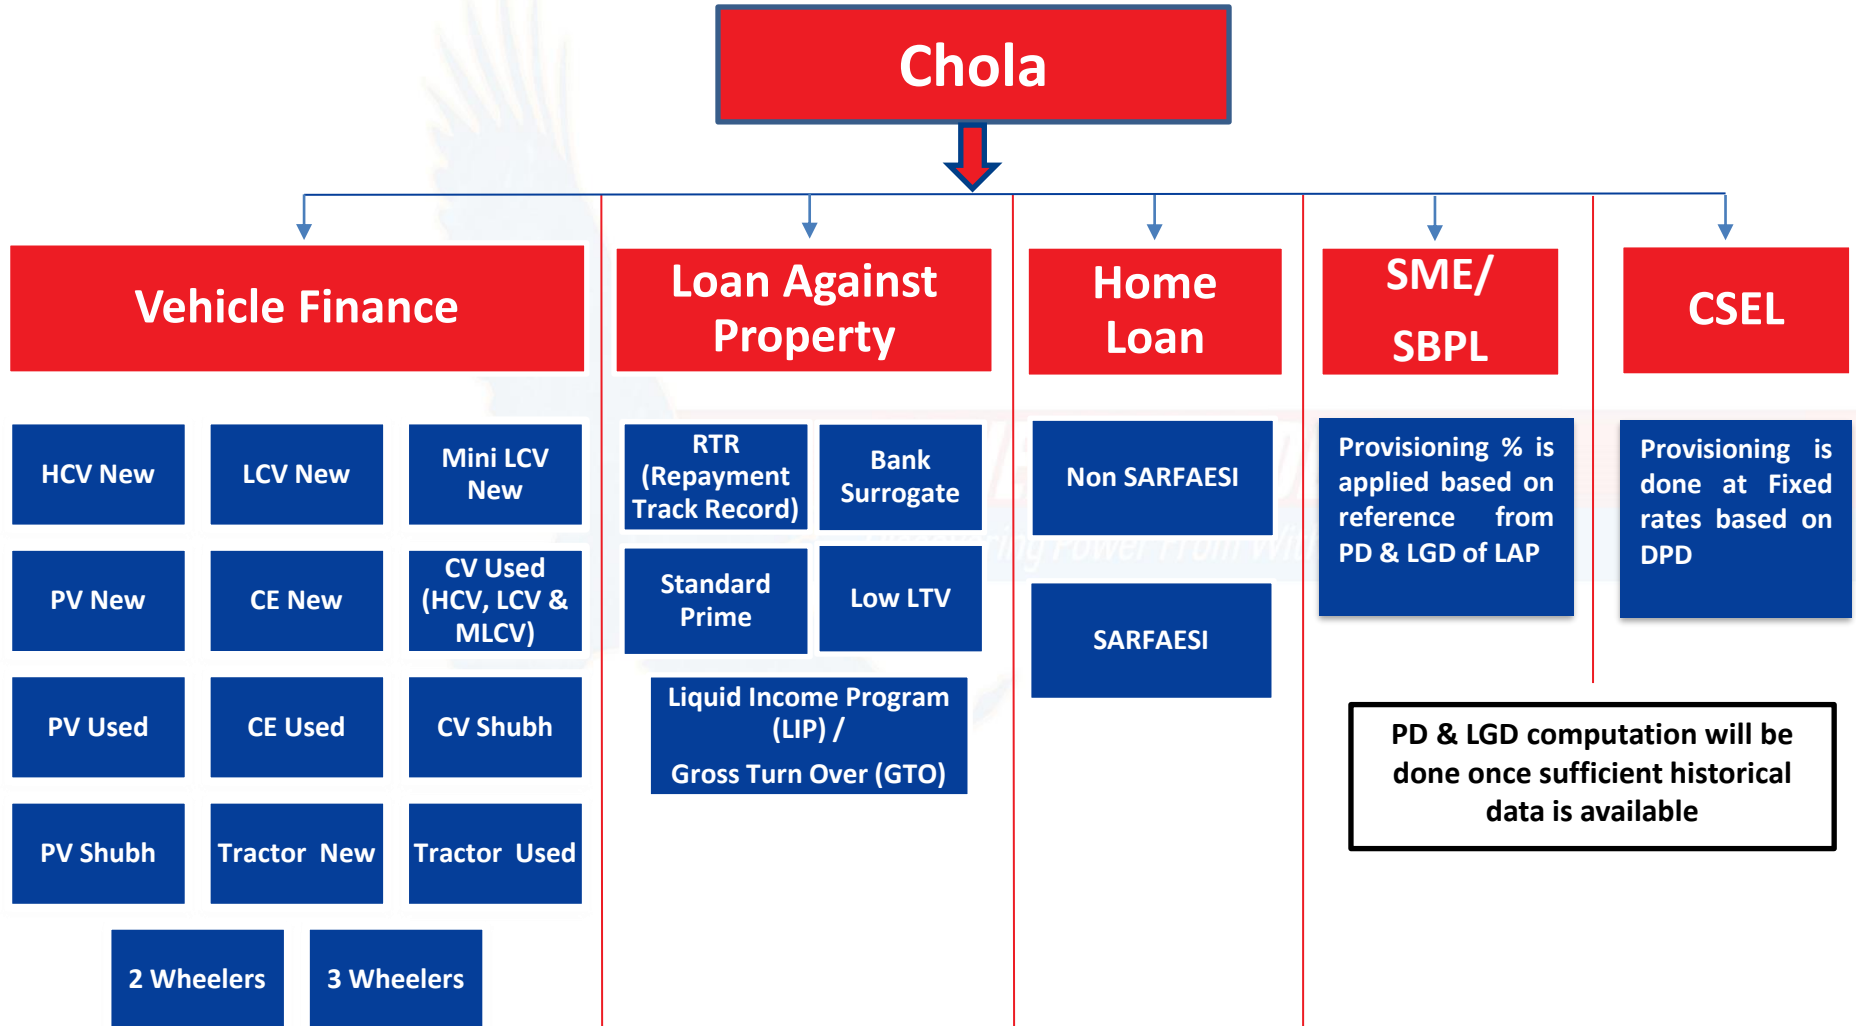 Chola
Vehicle Finance
HCV New
LCV New
Mini LCV
New
PV New
CE New
CV Used
(HCV, LCV &
MLCV)
PV Used
CE Used
CV Shubh
PV Shubh
Tractor New
Tractor Used
2 Wheelers
3 Wheelers
Loan Against
Property
RTR
(Repayment
Track Record)
Bank
Surrogate
Standard
Prime
Low LTV
Liquid Income Program
(LIP) /
Gross Turn Over (GTO)
Home
Loan
Non SARFAESI
SARFAESI
SME/
SBPL
Provisioning % is
applied based on
reference from
PD & LGD of LAP
CSEL
Provisioning is
done at Fixed
rates based on
DPD
PD & LGD computation will be
done once sufficient historical
data is available